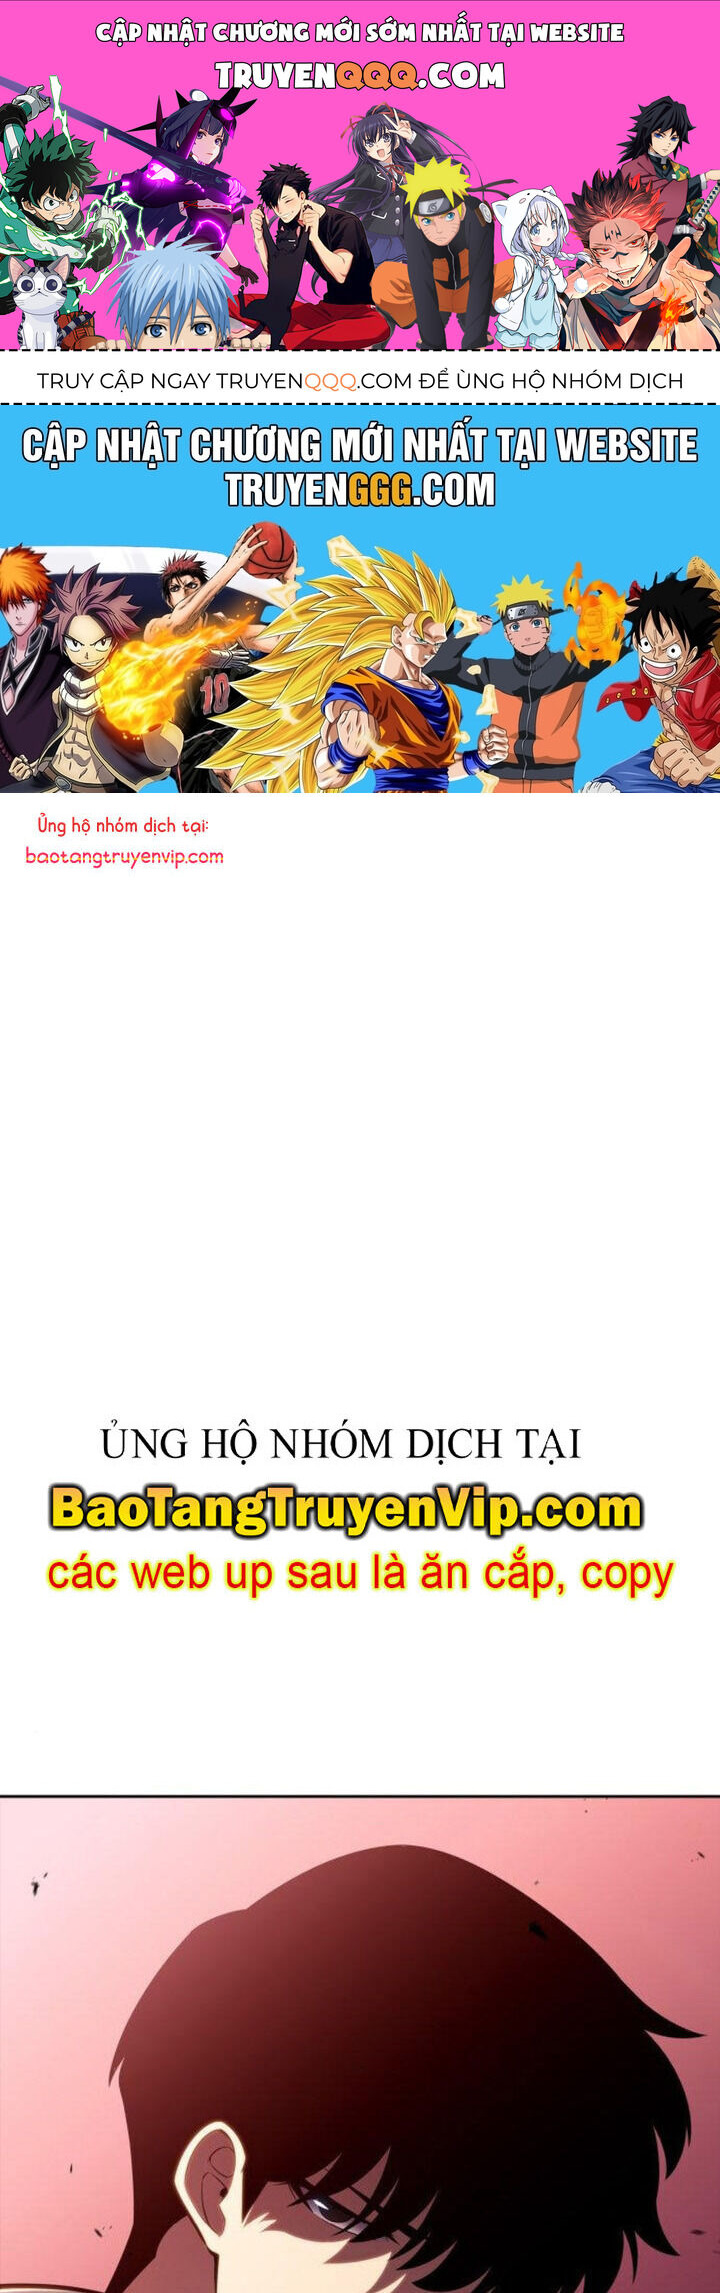 CẬP NHẬT CHƯƠNG MỚI SỚM NHẤT TẠI WEBSITE
TRUYENQQQ.COM
TRUY CẬP NGAY TRUYENQQQ.COM ĐỂ ÙNG HỘ NHÓM DỊCH
CẬP NHẬT CHƯƠNG MỚI NHẤT TẠI WEBSITE
TRUYENGGG.COM
10
Ủng hộ nhóm dịch tại:
baotangtruyenvip.com
ỦNG HỘ NHÓM DỊCH TẠI
BaoTangTruyenVip.com
các web up sau là ăn cắp, copy